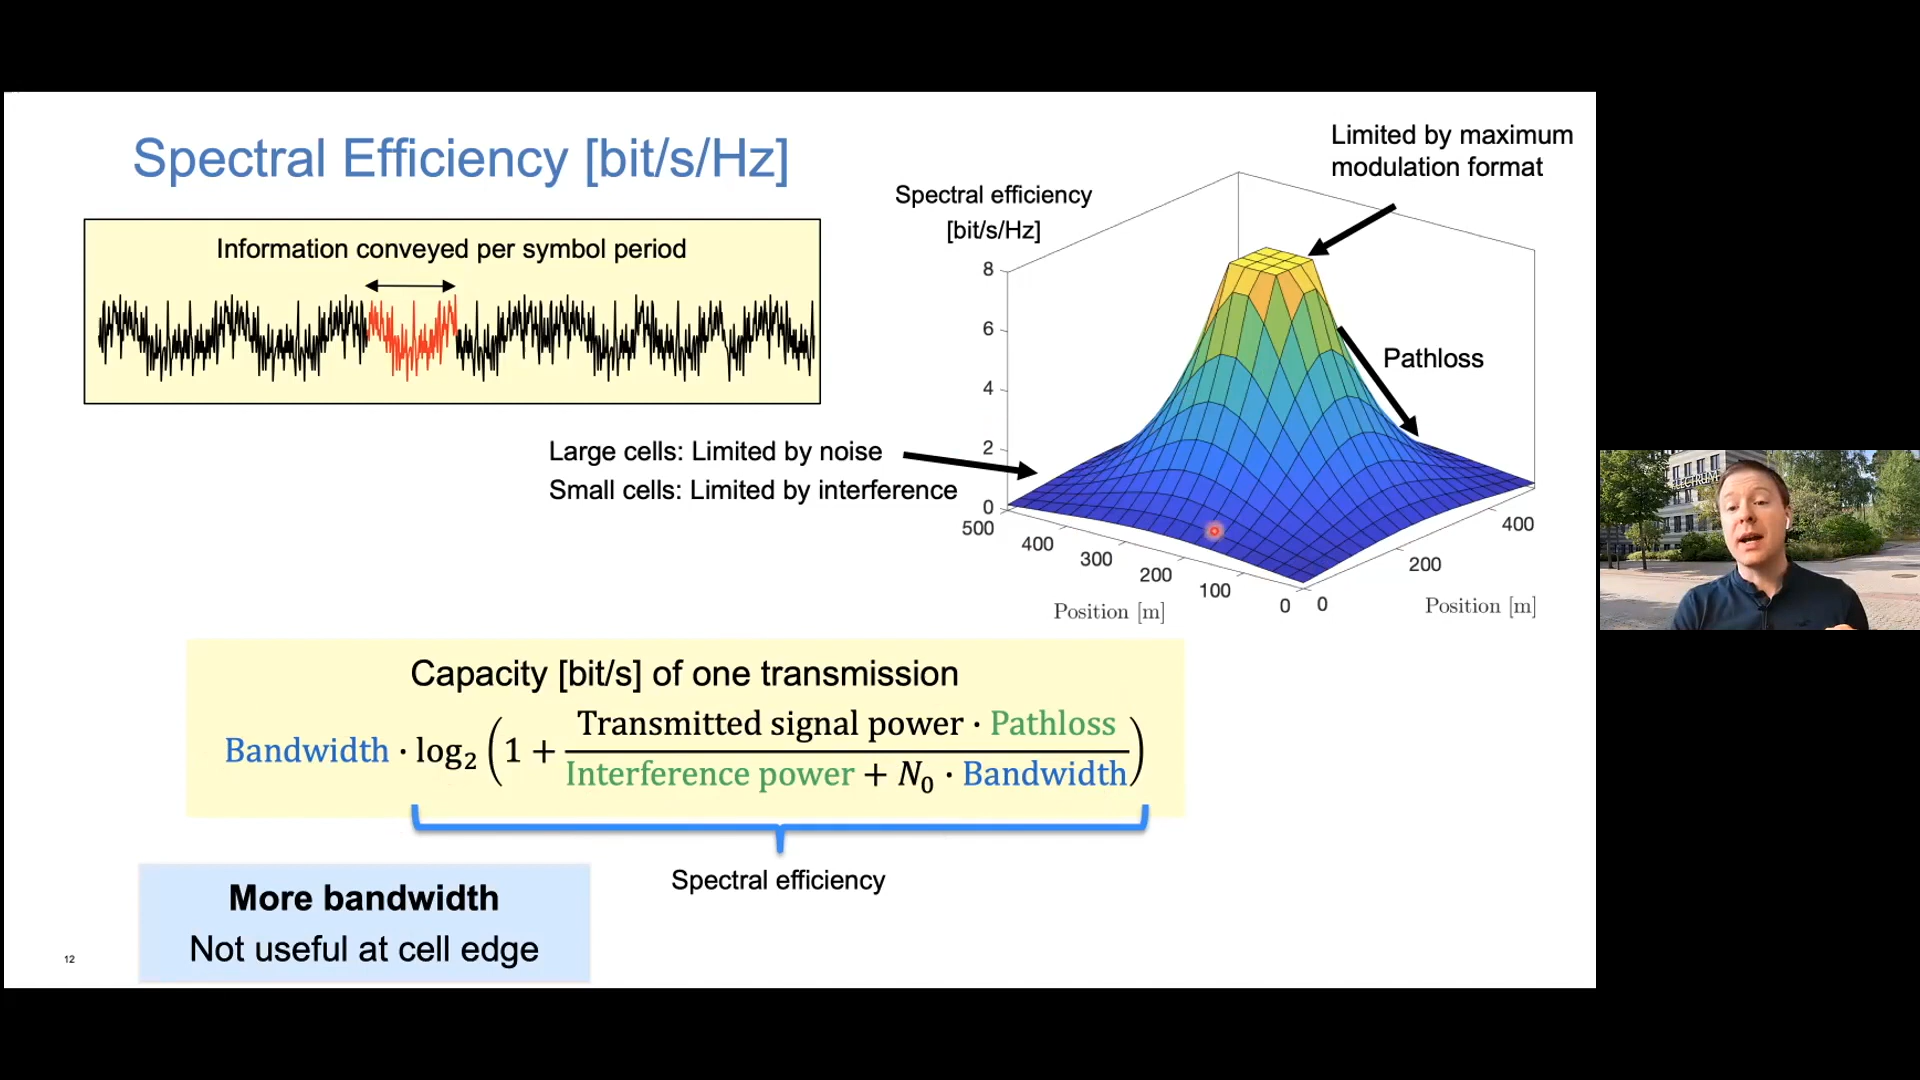 Spectral Efficiency [bit/s/Hz]
Information conveyed per symbol period
Limited by maximum
modulation format
Spectral efficiency
[bit/s/Hz]
8
6
4
2
0
Pathloss
Large cells: Limited by noise
Small cells: Limited by interference
500
400
300
200
100
0
0
200
400
Position [m]
Position [m]
Capacity [bit/s] of one transmission
Bandwidth · log₂ (1 + Transmitted signal power · Pathloss
Interference power + N₀ · Bandwidth)
Spectral efficiency
More bandwidth
Not useful at cell edge
12